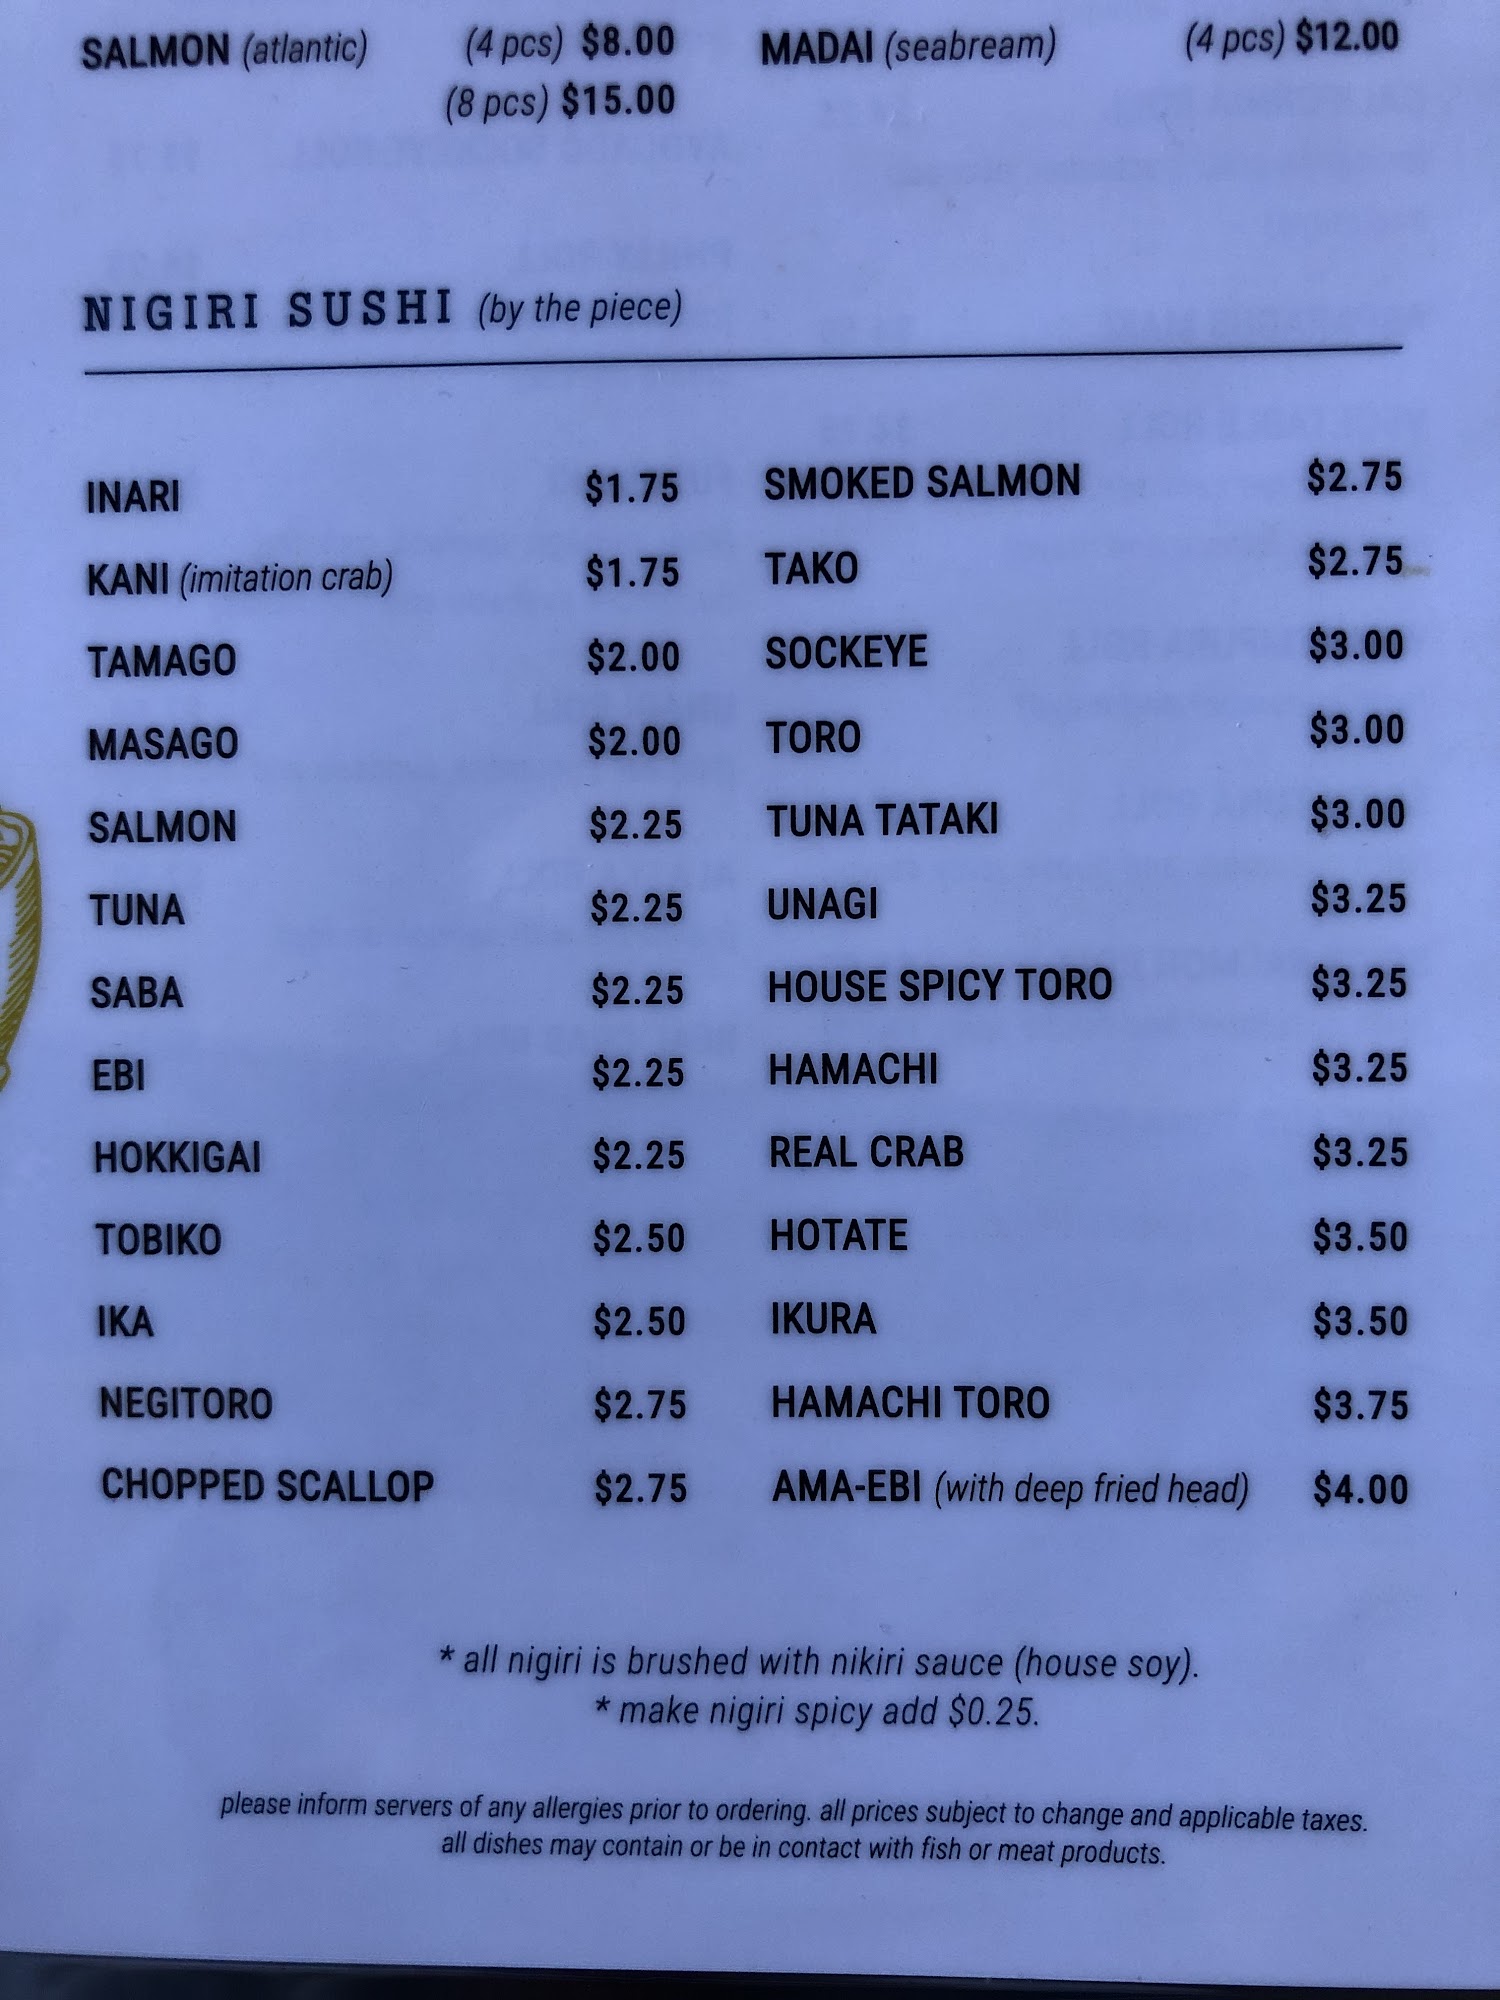 SALMON (atlantic) (4 pcs) $8.00
(8 pcs) $15.00
MADAI (seabream) (4 pcs) $12.00
NIGIRI SUSHI (by the piece)
INARI $1.75
KANI (imitation crab) $1.75
TAMAGO $2.00
MASAGO $2.00
SALMON $2.25
TUNA $2.25
SABA $2.25
EBI $2.25
HOKKIGAI $2.25
TOBIKO $2.50
IKA $2.50
NEGITORO $2.75
CHOPPED SCALLOP $2.75
SMOKED SALMON $2.75
TAKO $2.75
SOCKEYE $3.00
TORO $3.00
TUNA TATAKI $3.00
UNAGI $3.25
HOUSE SPICY TORO $3.25
HAMACHI $3.25
REAL CRAB $3.25
HOTATE $3.50
IKURA $3.50
HAMACHI TORO $3.75
AMA-EBI (with deep fried head) $4.00
* all nigiri is brushed with nikiri sauce (house soy).
* make nigiri spicy add $0.25.
please inform servers of any allergies prior to ordering. all prices subject to change and applicable taxes.
all dishes may contain or be in contact with fish or meat products.